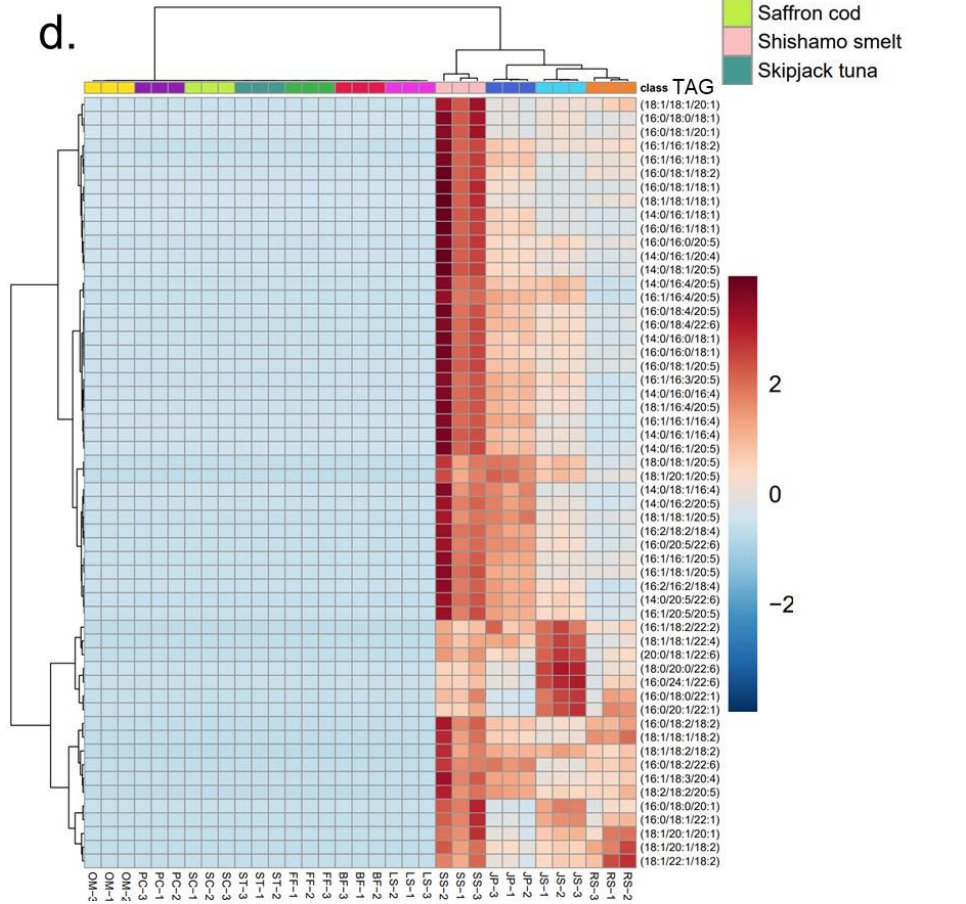 d.
Saffron cod
Shishamo smelt
Skipjack tuna
class TAG
(18:1/18:1/20:1)
(16:0/18:0/18:1)
(16:0/18:1/20:1)
(16:1/16:1/18:2)
(16:1/16:1/18:1)
(16:0/18:1/18:2)
(16:0/18:1/18:1)
(18:1/18:1/18:1)
(14:0/16:1/18:1)
(16:0/16:1/18:1)
(16:0/16:0/20:5)
(14:0/16:1/20:4)
(14:0/18:1/20:5)
(14:0/16:4/20:5)
(16:1/16:4/20:5)
(16:0/18:4/20:5)
(16:0/18:4/22:6)
(14:0/16:0/18:1)
(16:0/16:0/18:1)
(16:0/18:1/20:5)
(16:1/16:3/20:5)
(14:0/16:0/16:4)
(18:1/16:4/20:5)
(16:1/16:1/16:4)
(14:0/16:1/16:4)
(14:0/16:1/20:5)
(18:0/18:1/20:5)
(18:1/20:1/20:5)
(14:0/18:1/16:4)
(14:0/16:2/20:5)
(18:1/18:1/20:5)
(16:2/18:2/18:4)
(16:0/20:5/22:6)
(16:1/16:1/20:5)
(16:1/18:1/20:5)
(16:2/16:2/18:4)
(14:0/20:5/22:6)
(16:1/20:5/20:5)
(16:1/18:2/22:2)
(18:1/18:1/22:4)
(20:0/18:1/22:6)
(18:0/20:0/22:6)
(16:0/24:1/22:6)
(16:0/18:0/22:1)
(16:0/20:1/22:1)
(16:0/18:2/18:2)
(18:1/18:1/18:2)
(18:1/18:2/18:2)
(16:0/18:2/22:6)
(16:1/18:3/20:4)
(18:2/18:2/20:5)
(16:0/18:0/20:1)
(16:0/18:1/22:1)
(18:1/20:1/20:1)
(18:1/20:1/18:2)
(18:1/22:1/18:2)
2
0
−2
OM−3
OM−1
OM−2
PC−3
PC−1
PC−2
SC−1
SC−2
SC−3
ST−3
ST−1
ST−2
FF−1
FF−2
FF−3
BF−3
BF−1
BF−2
LS−2
LS−1
LS−3
SS−2
SS−1
SS−3
JP−3
JP−1
JP−2
JS−1
JS−2
JS−3
RS−3
RS−1
RS−2